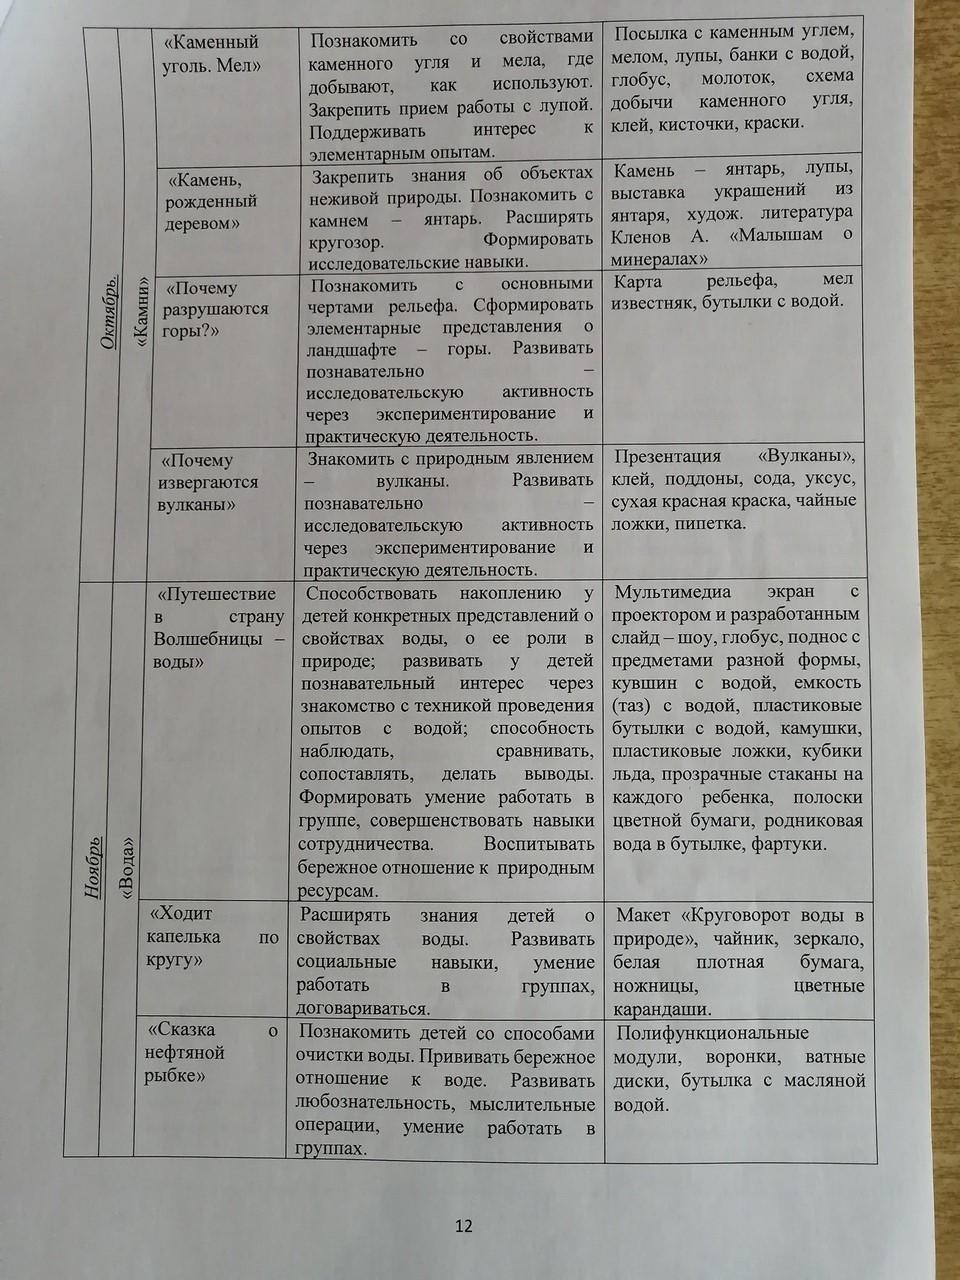 Октябрь.
«Камни»
«Каменный
уголь. Мел»
Познакомить со свойствами
каменного угля и мела, где
добывают, как используют.
Закрепить прием работы с лупой.
Поддерживать интерес к
элементарным опытам.
Посылка с каменным углем,
мелом, лупы, банки с водой,
глобус, молоток, схема
добычи каменного угля,
клей, кисточки, краски.
«Камень,
рожденный
деревом»
Закрепить знания об объектах
неживой природы. Познакомить с
камнем – янтарь. Расширять
кругозор. Формировать
исследовательские навыки.
Камень – янтарь, лупы,
выставка украшений из
янтаря, худож. литература
Кленов А. «Малышам о
минералах»
«Почему
разрушаются
горы?»
Познакомить с основными
чертами рельефа. Сформировать
элементарные представления о
ландшафте – горы. Развивать
познавательно –
исследовательскую активность
через экспериментирование и
практическую деятельность.
Карта рельефа, мел
известняк, бутылки с водой.
«Почему
извергаются
вулканы»
Знакомить с природным явлением
– вулканы. Развивать
познавательно –
исследовательскую активность
через экспериментирование и
практическую деятельность.
Презентация «Вулканы»,
клей, поддоны, сода, уксус,
сухая красная краска, чайные
ложки, пипетка.
Ноябрь
«Вода»
«Путешествие
в страну
Волшебницы –
воды»
Способствовать накоплению у
детей конкретных представлений о
свойствах воды, о ее роли в
природе; развивать у детей
познавательный интерес через
знакомство с техникой проведения
опытов с водой; способность
наблюдать, сравнивать,
сопоставлять, делать выводы.
Формировать умение работать в
группе, совершенствовать навыки
сотрудничества. Воспитывать
бережное отношение к природным
ресурсам.
Мультимедиа экран с
проектором и разработанным
слайд – шоу, глобус, поднос с
предметами разной формы,
кувшин с водой, емкость
(таз) с водой, пластиковые
бутылки с водой, камушки,
пластиковые ложки, кубики
льда, прозрачные стаканы на
каждого ребенка, полоски
цветной бумаги, родниковая
вода в бутылке, фартуки.
«Ходит
капелька по
кругу»
Расширять знания детей о
свойствах воды. Развивать
социальные навыки, умение
работать в группах,
договариваться.
Макет «Круговорот воды в
природе», чайник, зеркало,
белая плотная бумага,
ножницы, цветные
карандаши.
«Сказка о
нефтяной
рыбке»
Познакомить детей со способами
очистки воды. Прививать бережное
отношение к воде. Развивать
любознательность, мыслительные
операции, умение работать в
группах.
Полифункциональные
модули, воронки, ватные
диски, бутылка с масляной
водой.
12